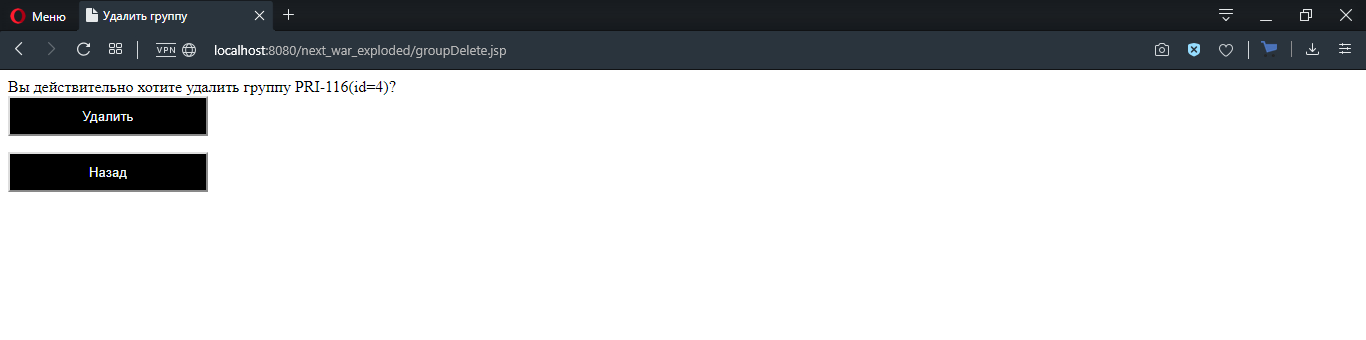 Меню
Удалить группу
VPN
localhost:8080/next_war_exploded/groupDelete.jsp
Вы действительно хотите удалить группу PRI-116(id=4)?
Удалить
Назад